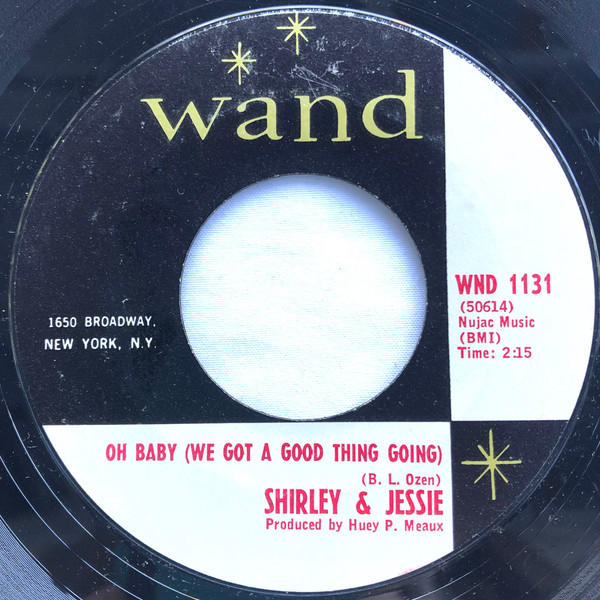 wand
1650 BROADWAY,
NEW YORK, N.Y.
WND 1131
(50614)
Nujac Music
(BMI)
Time: 2:15
OH BABY (WE GOT A GOOD THING GOING)
(B. L. Ozen)
SHIRLEY & JESSIE
Produced by Huey P. Meaux